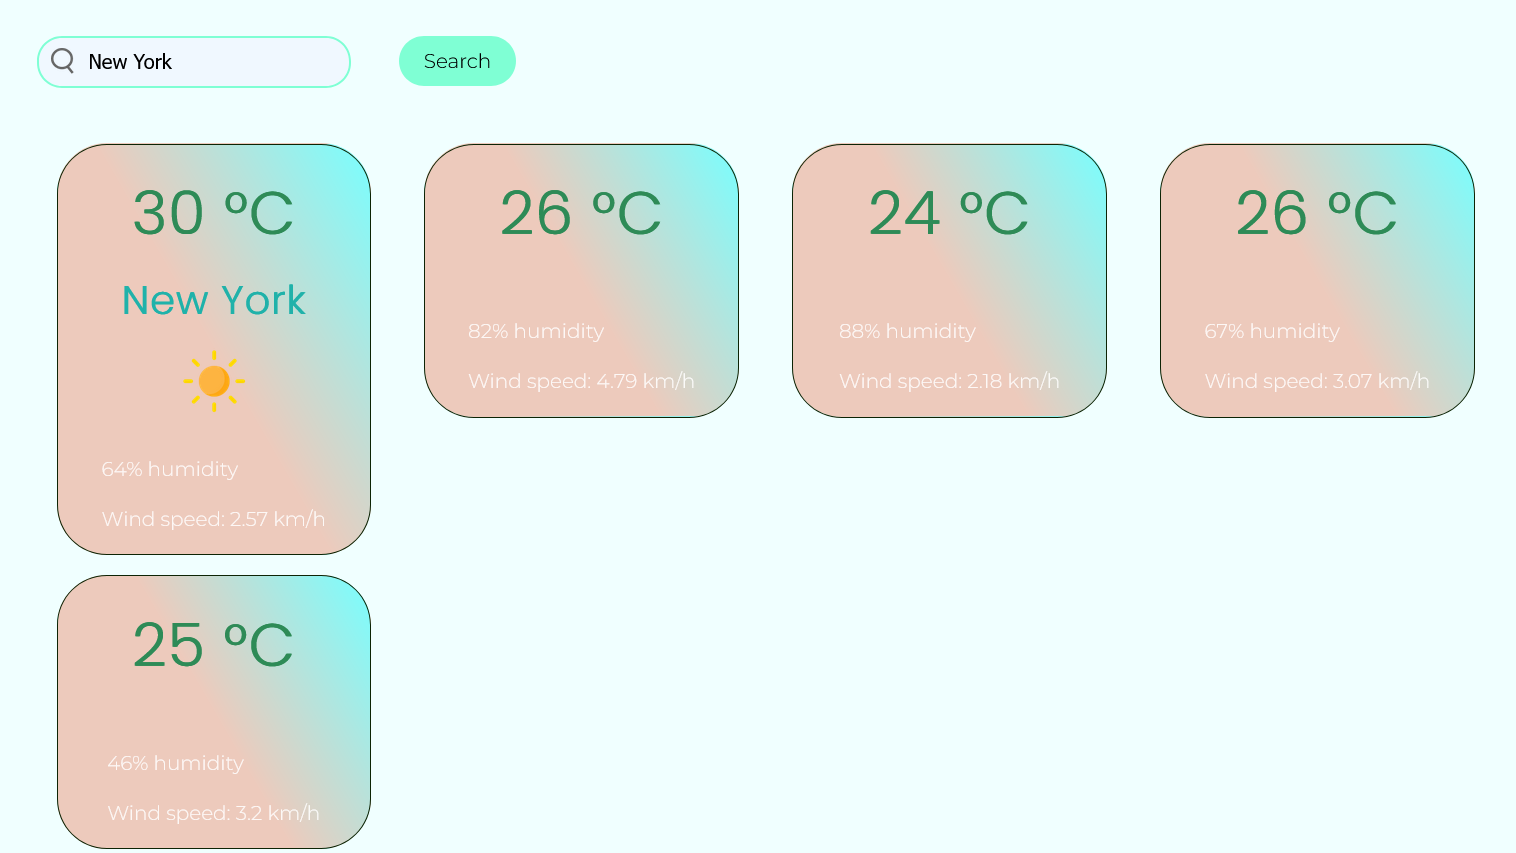 New York
Search
30 °C
New York
64% humidity
Wind speed: 2.57 km/h
26 °C
82% humidity
Wind speed: 4.79 km/h
24 °C
88% humidity
Wind speed: 2.18 km/h
26 °C
67% humidity
Wind speed: 3.07 km/h
25 °C
46% humidity
Wind speed: 3.2 km/h